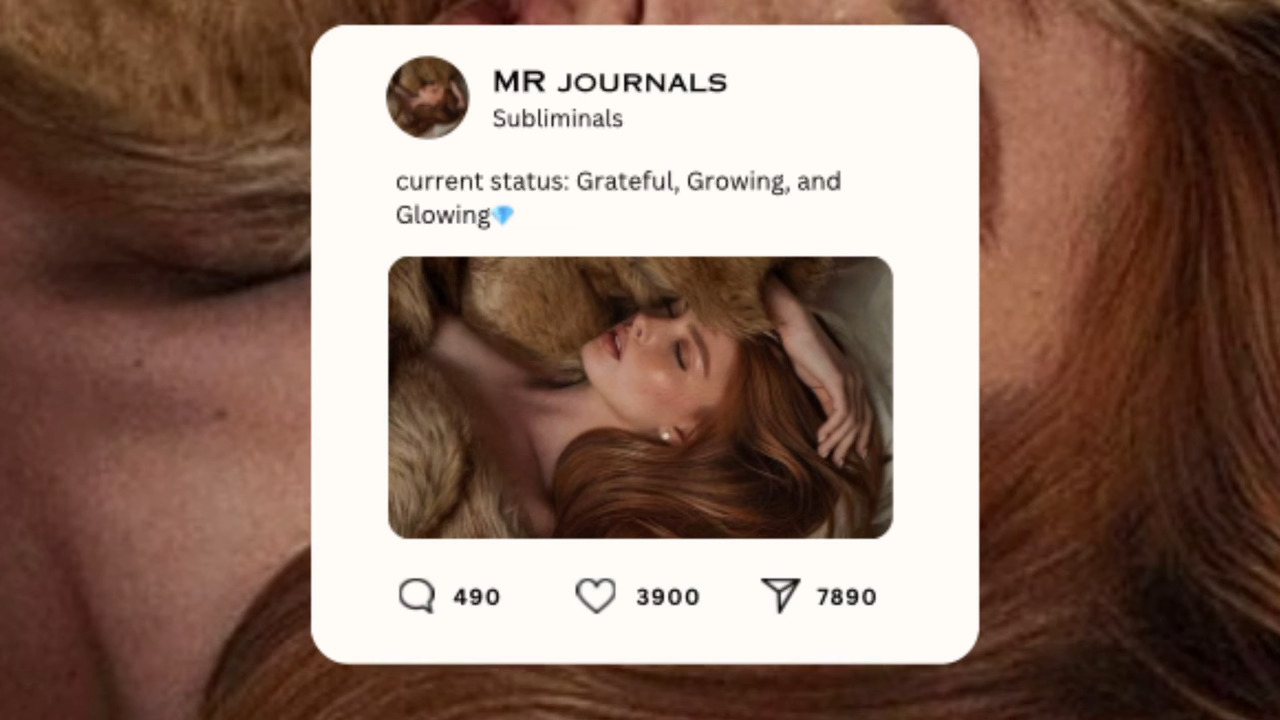 MR JOURNALS
Subliminals
current status: Grateful, Growing, and
Glowing💎
490 3900 7890